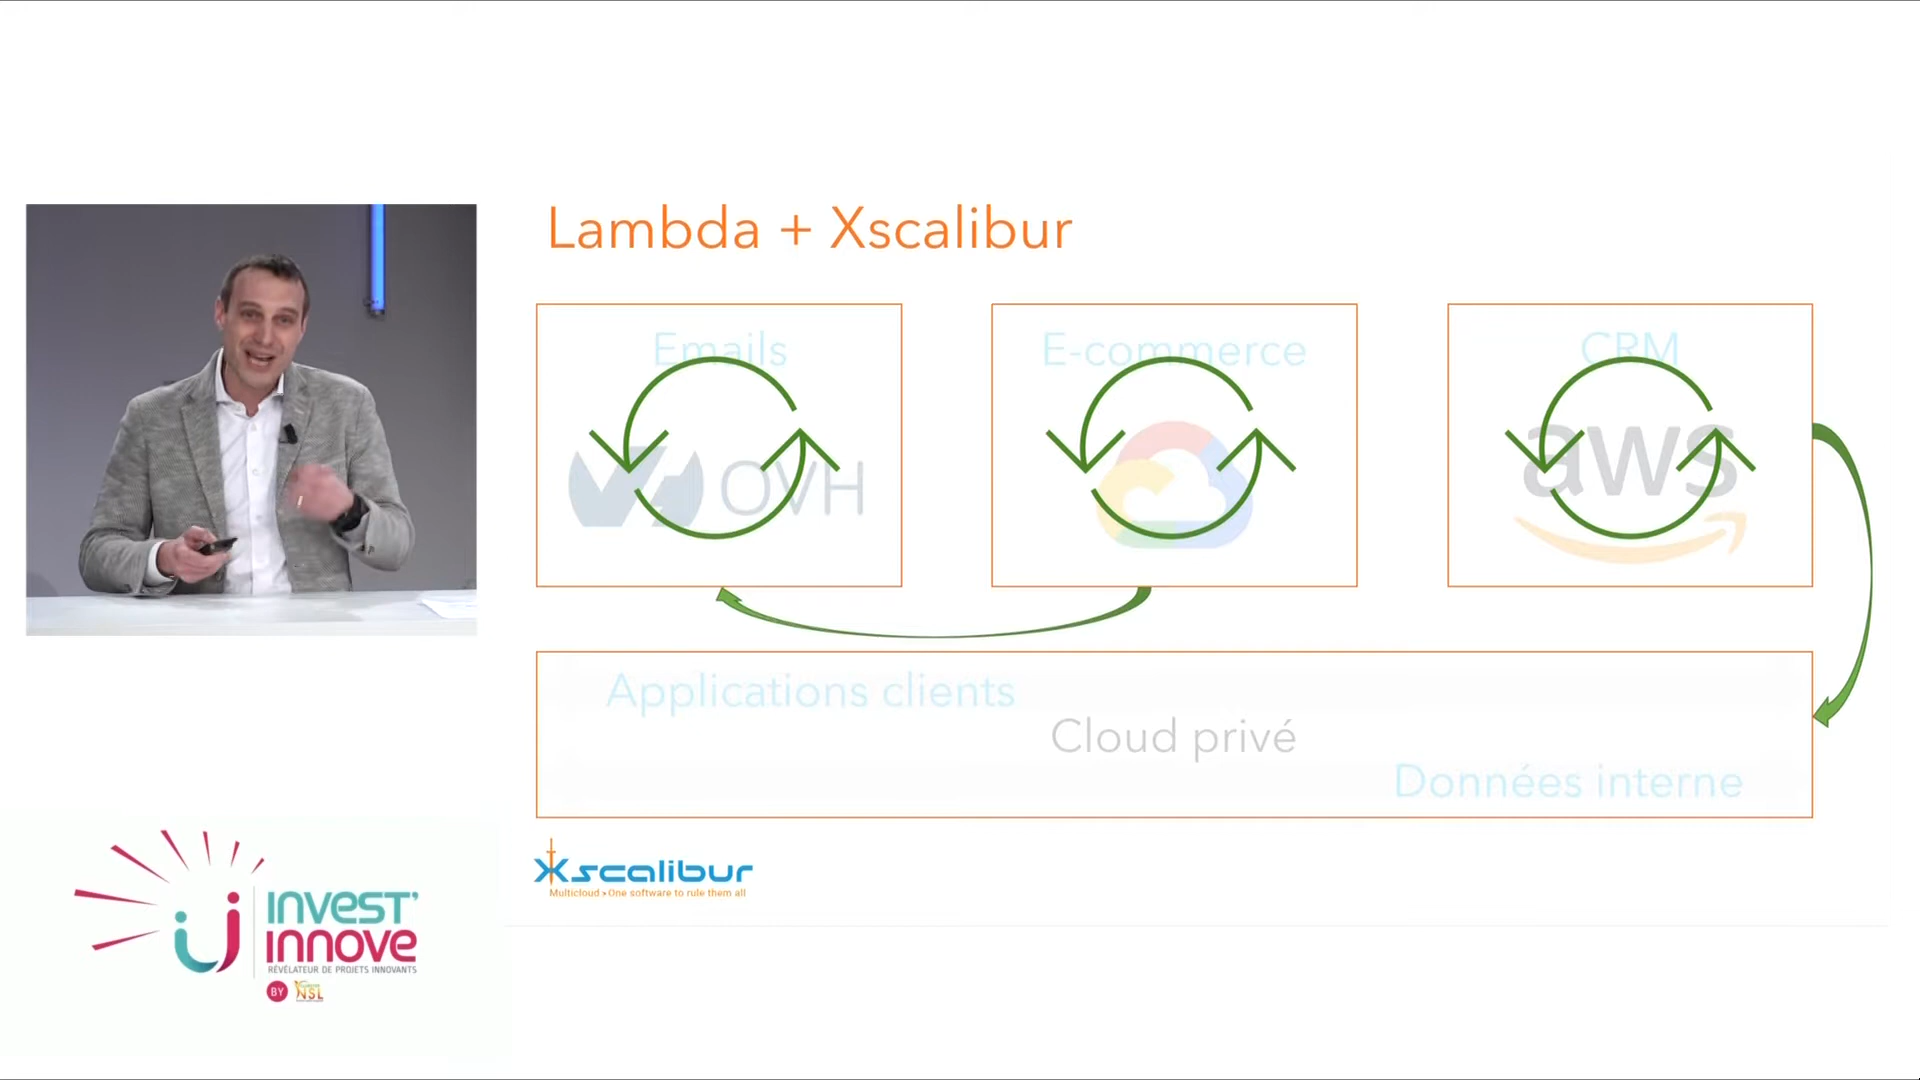 Lambda + Xscalibur
Emails
E-commerce
CRM
OVH
aws
Applications clients
Cloud privé
Données interne
Xscalibur
Multicloud > One software to rule them all
INVEST'
INNOVE
RÉVÉLATEUR DE PROJETS INNOVANTS
BY
NSL